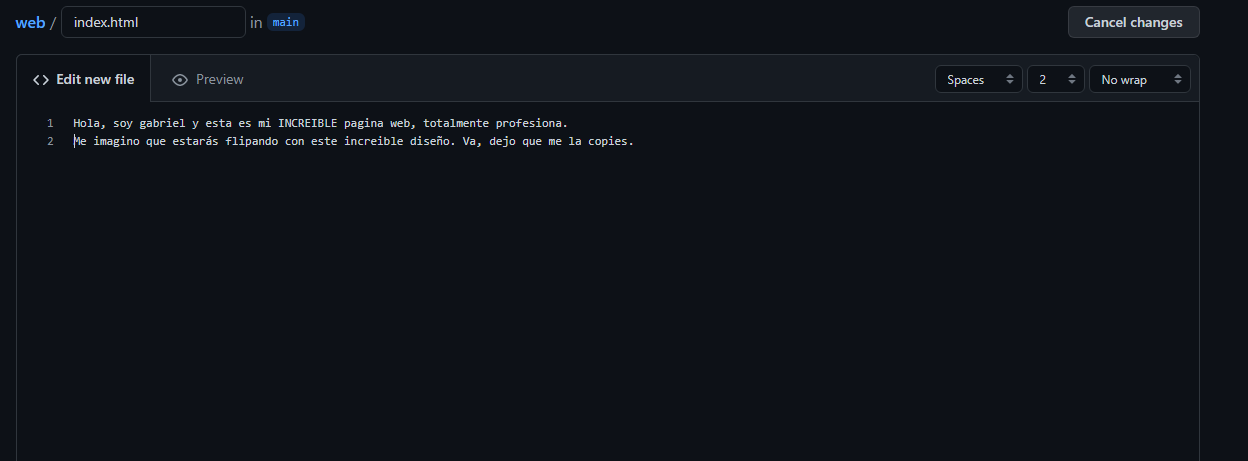 web / index.html in main Cancel changes
<> Edit new file Preview Spaces 2 No wrap
1 Hola, soy gabriel y esta es mi INCREIBLE pagina web, totalmente profesiona.
2 Me imagino que estarás flipando con este increible diseño. Va, dejo que me la copies.